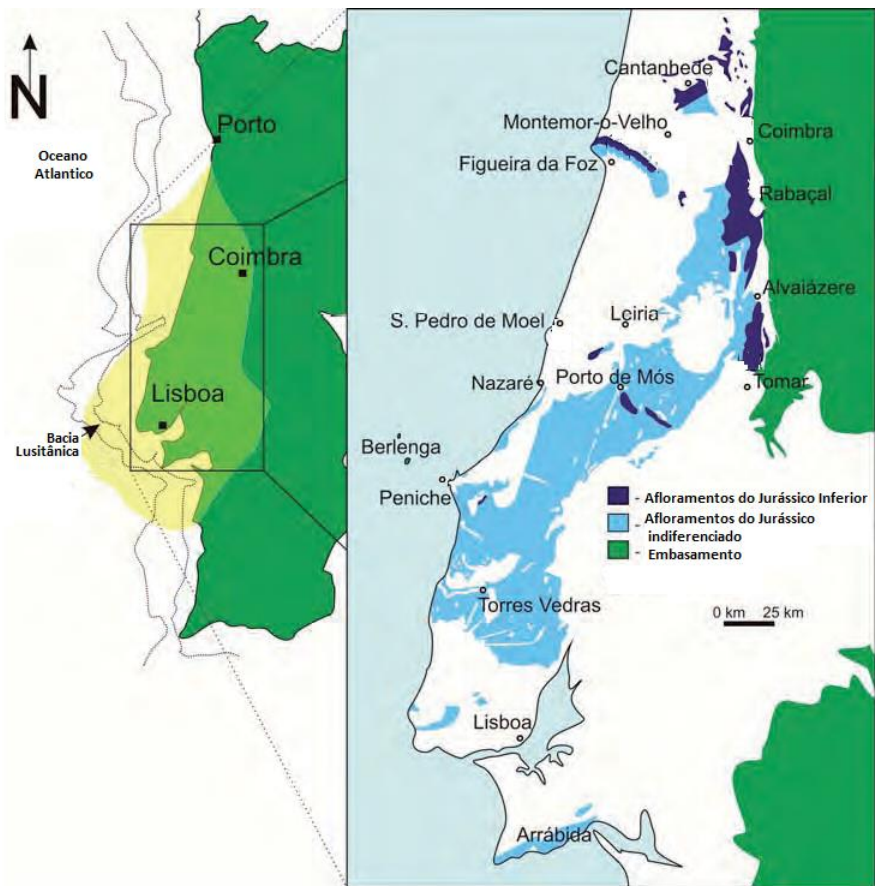 N
Oceano
Atlantico
Porto
Coimbra
Lisboa
Bacia
Lusitânica
Cantanhede
Montemor-o-Velho
Coimbra
Figueira da Foz
Rabaçal
Alvaiázere
S. Pedro de Moel
Leiria
Nazaré
Porto de Mós
Tomar
Berlenga
Peniche
- Afloramentos do Jurássico Inferior
- Afloramentos do Jurássico
indiferenciado
- Embasamento
Torres Vedras
0 km 25 km
Lisboa
Arrábida